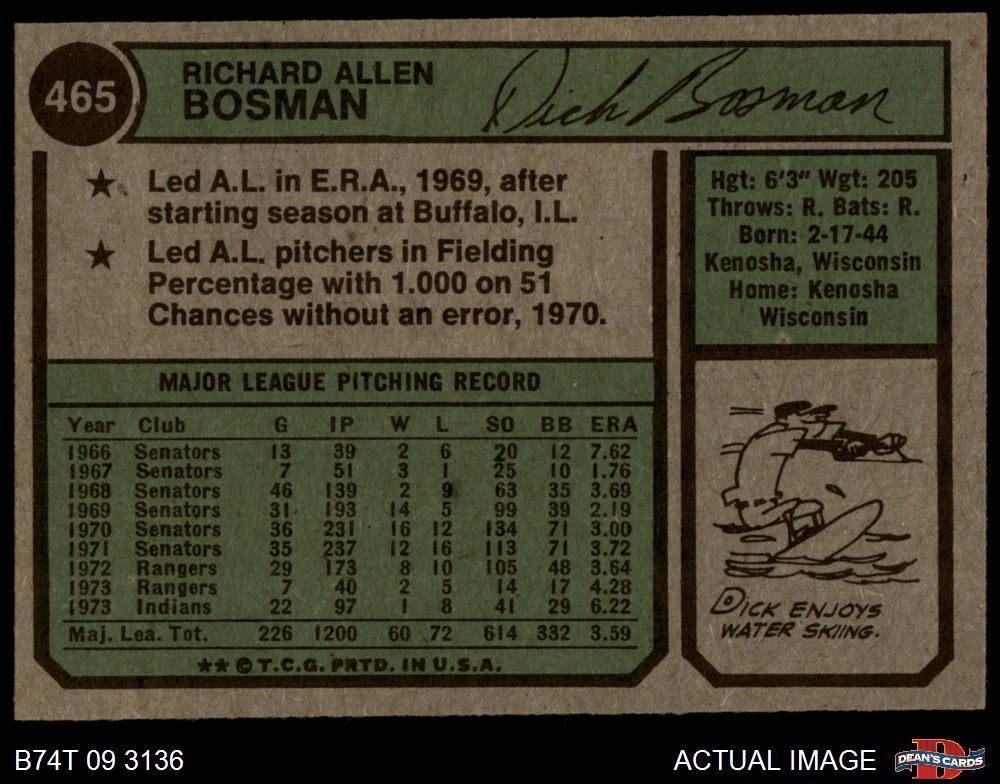 465
RICHARD ALLEN
BOSMAN
Dick Bosman
★ Led A.L. in E.R.A., 1969, after
starting season at Buffalo, I.L.
★ Led A.L. pitchers in Fielding
Percentage with 1.000 on 51
Chances without an error, 1970.
Hgt: 6'3" Wgt: 205
Throws: R. Bats: R.
Born: 2-17-44
Kenosha, Wisconsin
Home: Kenosha
Wisconsin
MAJOR LEAGUE PITCHING RECORD
Year Club G IP W L SO BB ERA
1966 Senators 13 39 2 6 20 12 7.62
1967 Senators 7 51 3 1 25 10 1.76
1968 Senators 46 139 2 9 63 35 3.69
1969 Senators 31 193 14 5 99 39 2.19
1970 Senators 36 231 16 12 134 71 3.00
1971 Senators 35 237 12 16 113 71 3.72
1972 Rangers 29 173 8 10 105 48 3.64
1973 Rangers 7 40 2 5 14 17 4.28
1973 Indians 22 97 1 8 41 29 6.22
Maj. Lea. Tot. 226 1200 60 72 614 332 3.59
★★ © T.C.G. PRTD. IN U.S.A.
DICK ENJOYS
WATER SKIING.
B74T 09 3136
ACTUAL IMAGE
D
DEAN'S CARDS